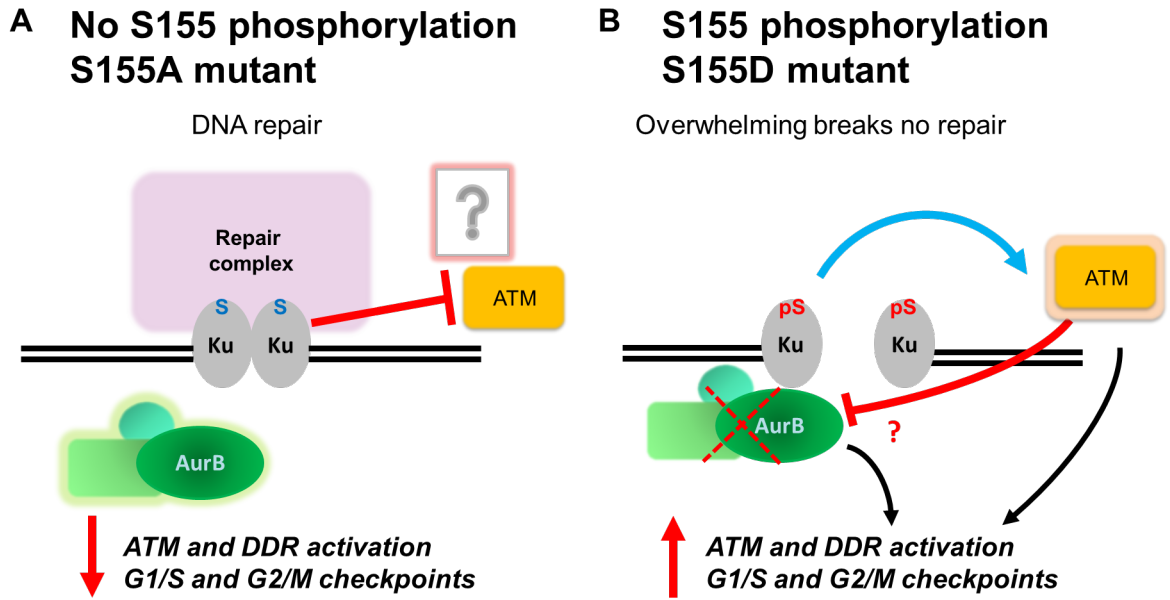 A
No S155 phosphorylation
S155A mutant
DNA repair
Repair
complex
?
ATM
S
S
Ku
Ku
AurB
ATM and DDR activation
G1/S and G2/M checkpoints
B
S155 phosphorylation
S155D mutant
Overwhelming breaks no repair
ATM
pS
pS
Ku
Ku
AurB
?
ATM and DDR activation
G1/S and G2/M checkpoints